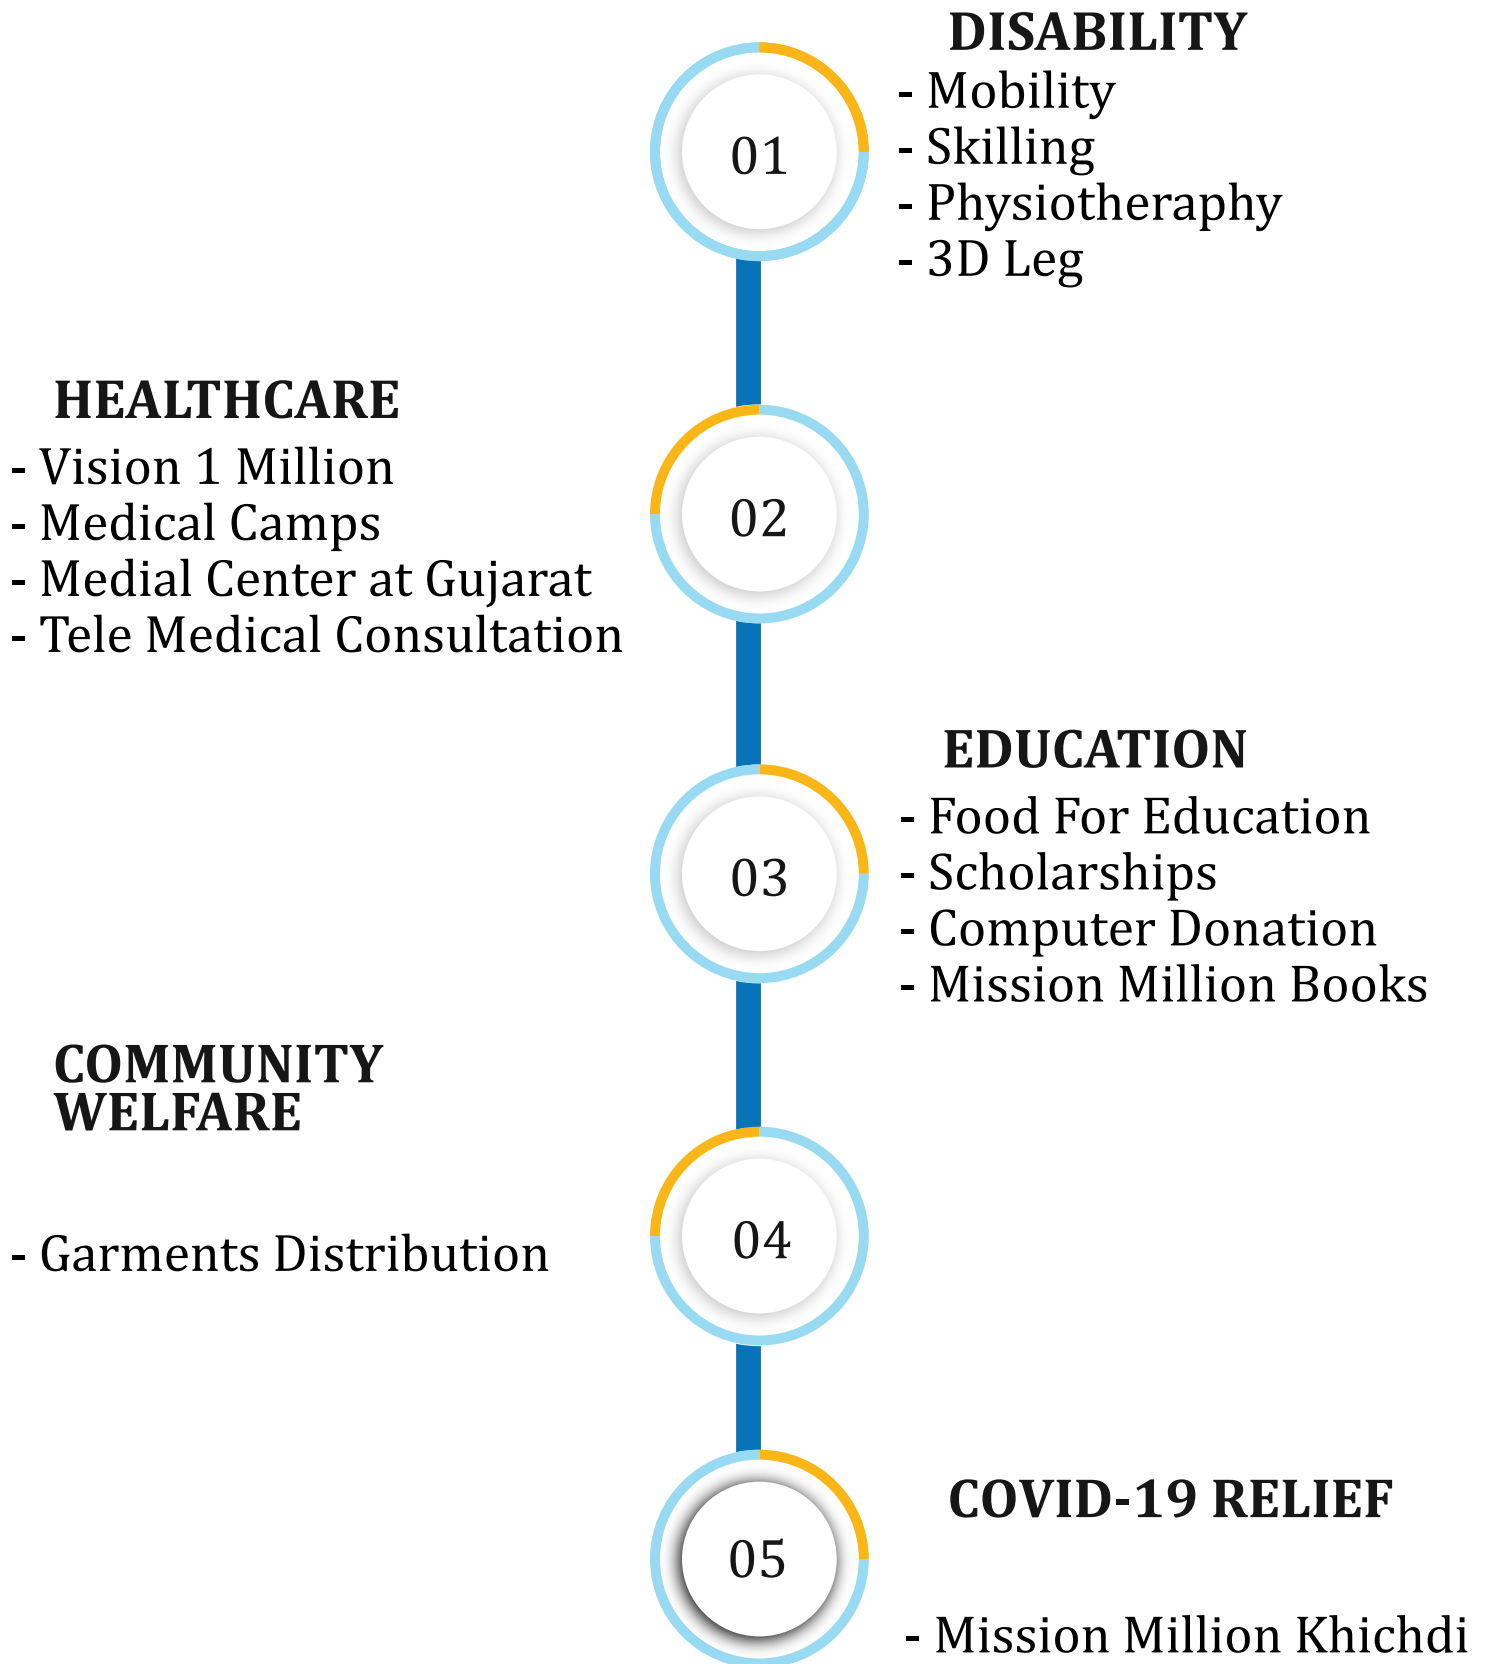 01
DISABILITY
- Mobility
- Skilling
- Physiotheraphy
- 3D Leg
HEALTHCARE
- Vision 1 Million
- Medical Camps
- Medial Center at Gujarat
- Tele Medical Consultation
02
03
EDUCATION
- Food For Education
- Scholarships
- Computer Donation
- Mission Million Books
COMMUNITY
WELFARE
- Garments Distribution
04
05
COVID-19 RELIEF
- Mission Million Khichdi